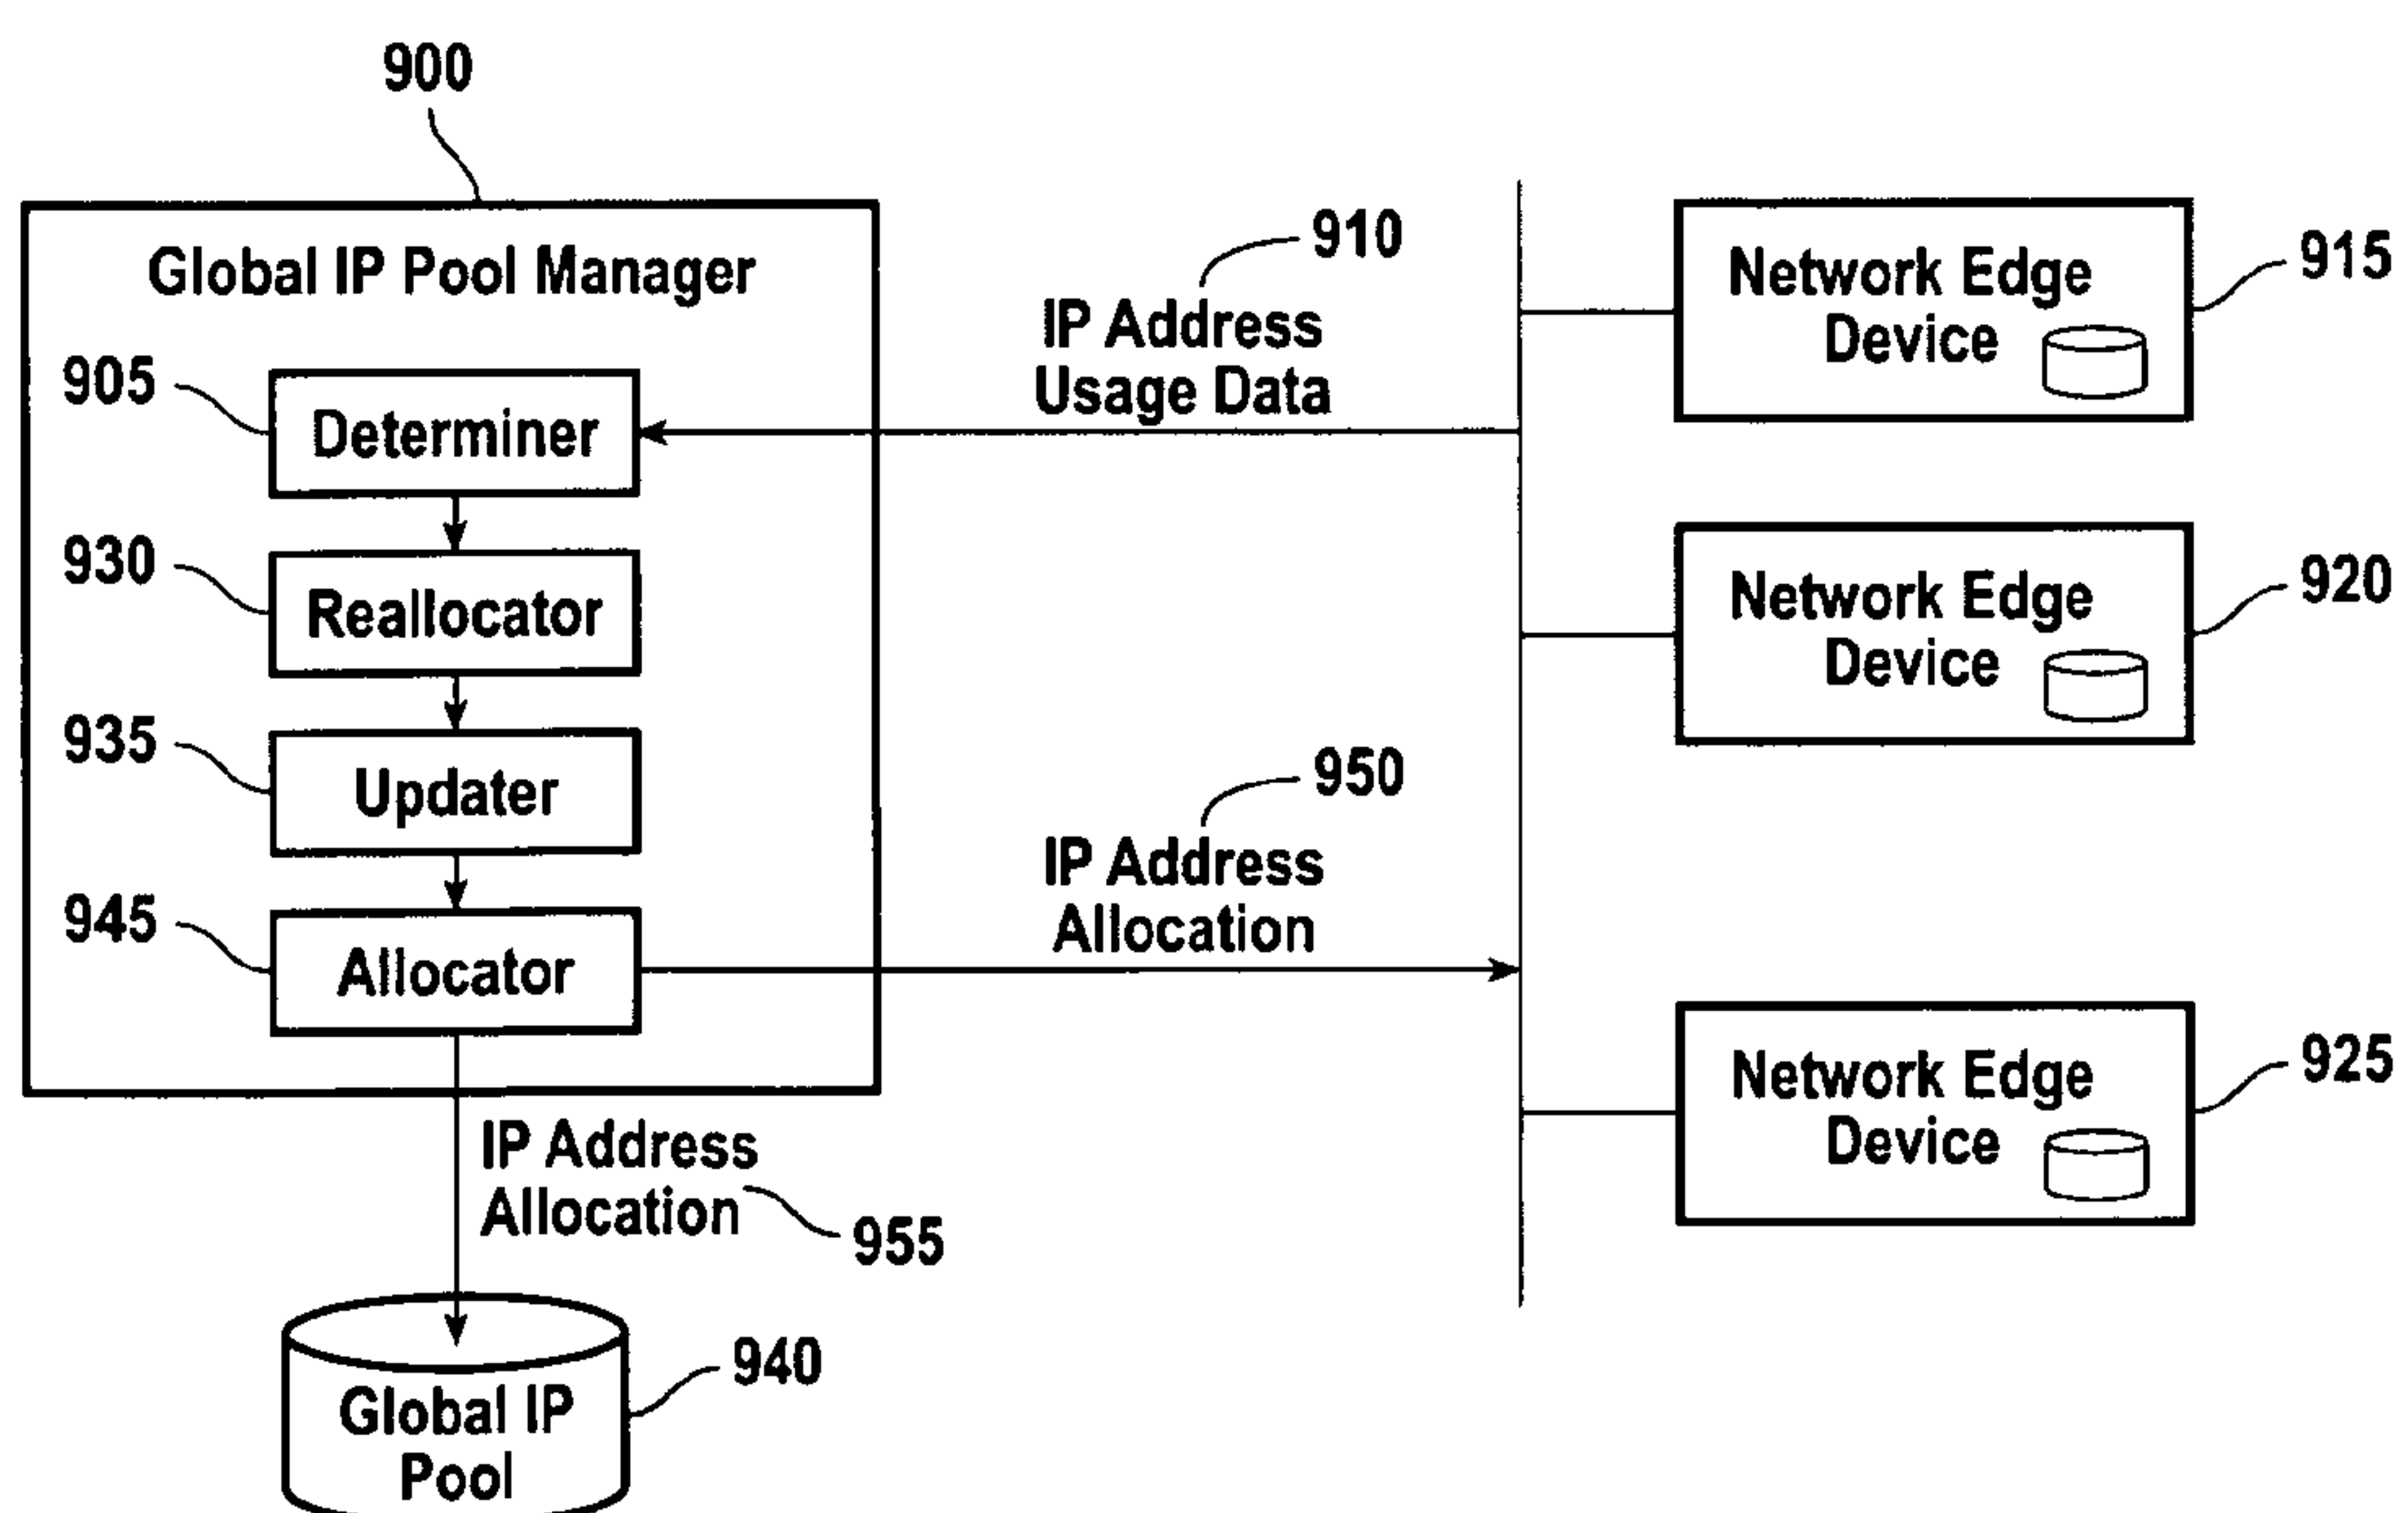 900
Global IP Pool Manager
905
Determiner
930
Reallocator
935
Updater
945
Allocator
910
IP Address
Usage Data
950
IP Address
Allocation
Network Edge
Device
915
Network Edge
Device
920
Network Edge
Device
925
IP Address
Allocation
955
Global IP
Pool
940